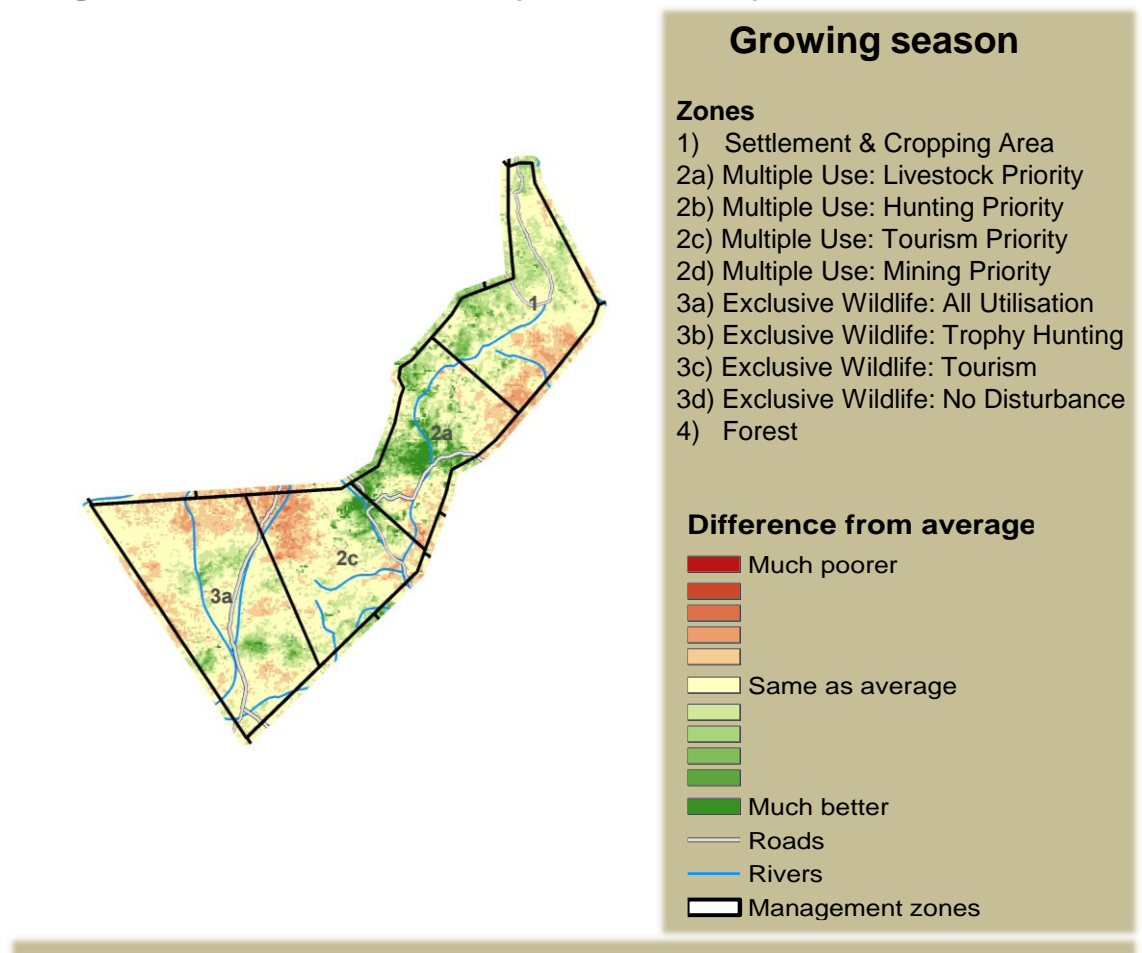 Growing season
Zones
1) Settlement & Cropping Area
2a) Multiple Use: Livestock Priority
2b) Multiple Use: Hunting Priority
2c) Multiple Use: Tourism Priority
2d) Multiple Use: Mining Priority
3a) Exclusive Wildlife: All Utilisation
3b) Exclusive Wildlife: Trophy Hunting
3c) Exclusive Wildlife: Tourism
3d) Exclusive Wildlife: No Disturbance
4) Forest
Difference from average
Much poorer
Same as average
Much better
Roads
Rivers
Management zones
1
2a
2c
3a